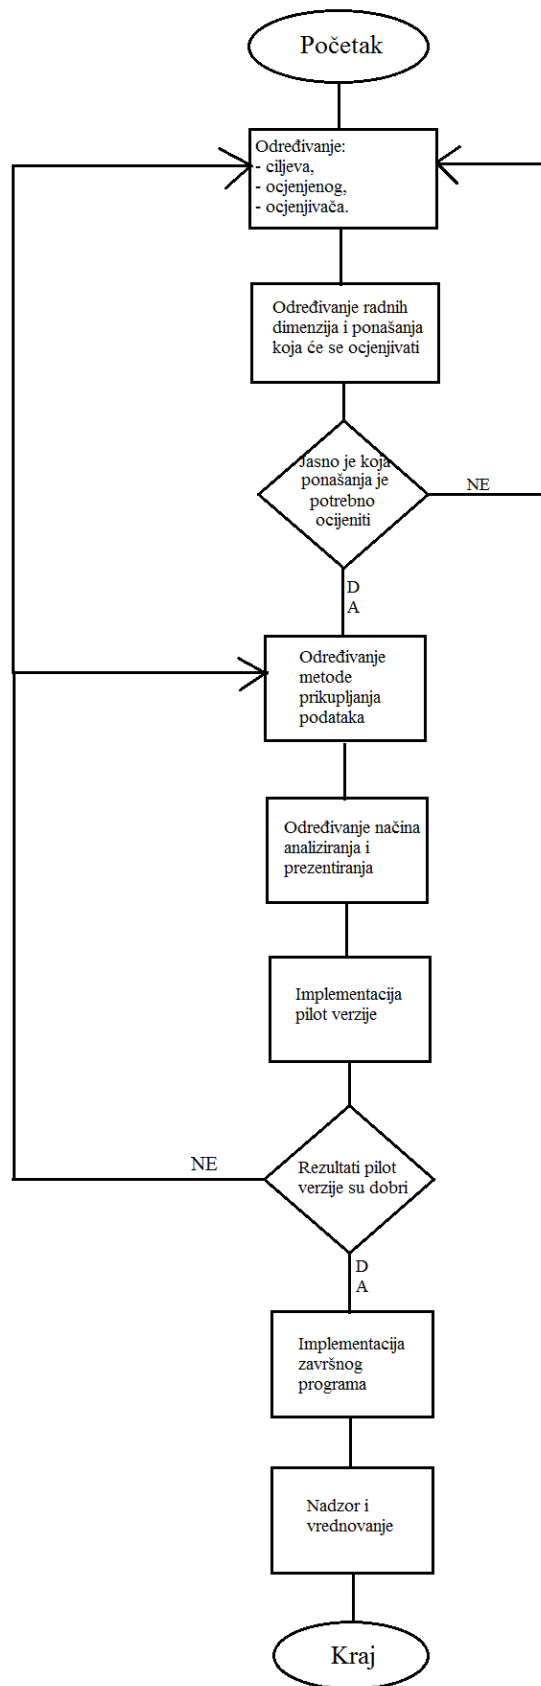 Početak
Određivanje:
- ciljeva,
- ocjenjenog,
- ocjenjivača.
Određivanje radnih
dimenzija i ponašanja
koja će se ocjenjivati
Jasno je koja
ponašanja je
potrebno
ocijeniti
NE
D
A
Određivanje
metode
prikupljanja
podataka
Određivanje načina
analiziranja i
prezentiranja
Implementacija
pilot verzije
NE
Rezultati pilot
verzije su dobri
D
A
Implementacija
završnog
programa
Nadzor i
vrednovanje
Kraj